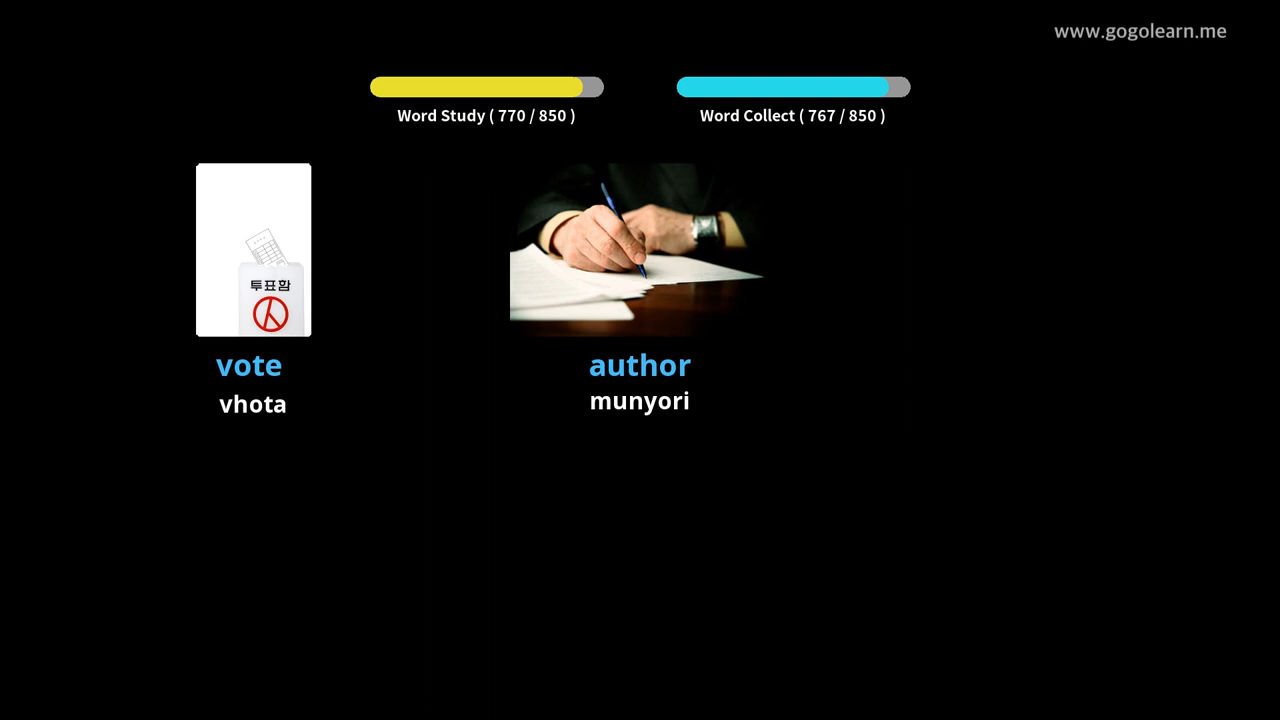 www.gogolearn.me
Word Study ( 770 / 850 )
Word Collect ( 767 / 850 )
투표함
vote
vhota
author
munyori